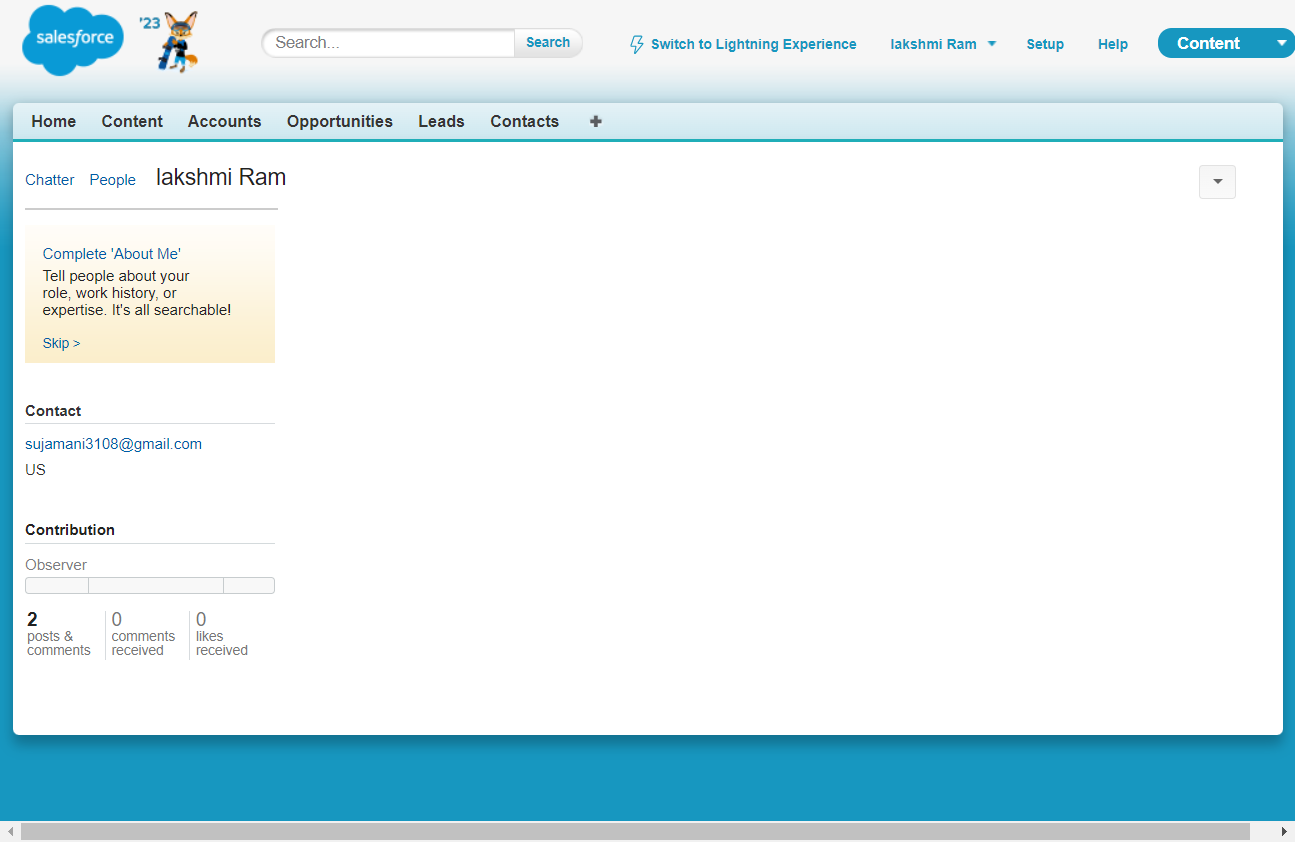 salesforce
'23
Search...
Search
Switch to Lightning Experience
lakshmi Ram
Setup
Help
Content
Home
Content
Accounts
Opportunities
Leads
Contacts
Chatter
People
lakshmi Ram
Complete 'About Me'
Tell people about your
role, work history, or
expertise. It's all searchable!
Skip >
Contact
sujamani3108@gmail.com
US
Contribution
Observer
2
posts &
comments
0
comments
received
0
likes
received